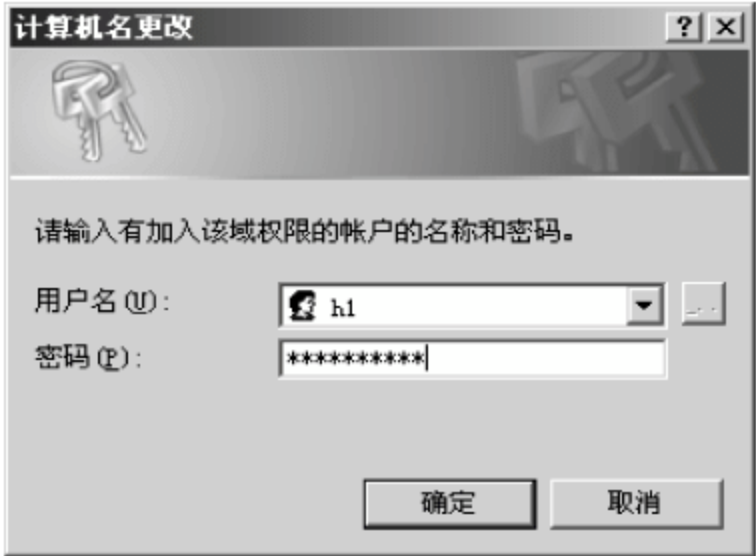 计算机名更改
请输入有加入该域权限的帐户的名称和密码。
用户名(U): h1
密码(P): **********
确定 取消